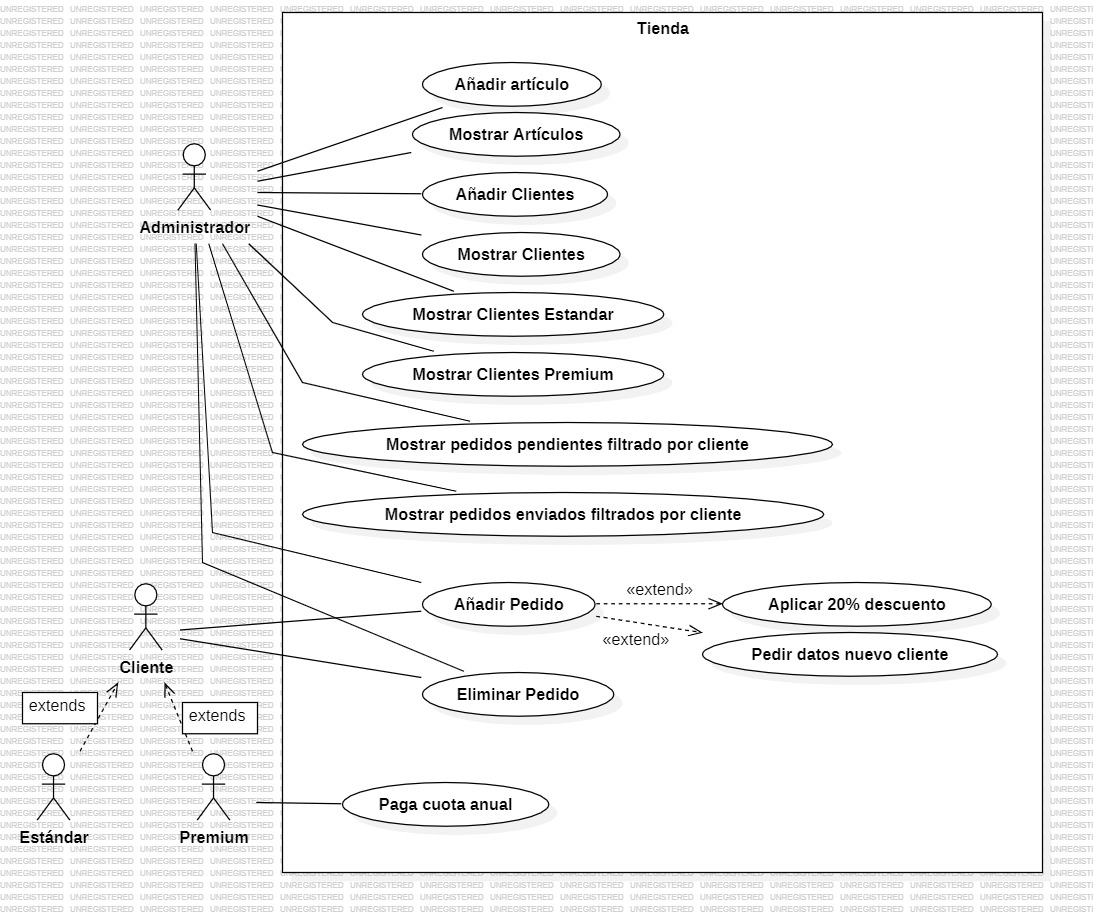 Tienda
Añadir artículo
Mostrar Artículos
Añadir Clientes
Administrador
Mostrar Clientes
Mostrar Clientes Estandar
Mostrar Clientes Premium
Mostrar pedidos pendientes filtrado por cliente
Mostrar pedidos enviados filtrados por cliente
«extend»
Añadir Pedido
Aplicar 20% descuento
«extend»
Pedir datos nuevo cliente
Cliente
Eliminar Pedido
extends
extends
Paga cuota anual
Estándar
Premium
UNREGISTERED